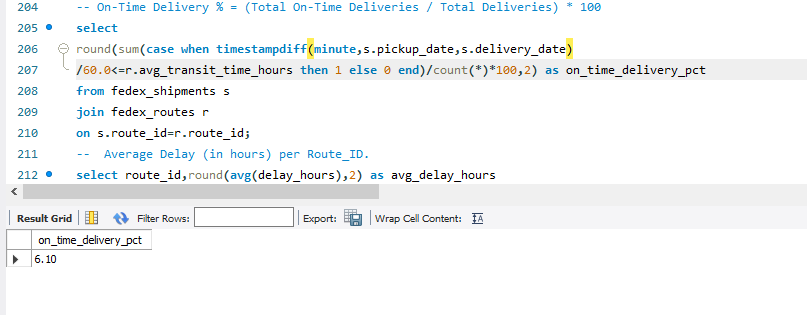 204 -- On-Time Delivery % = (Total On-Time Deliveries / Total Deliveries) * 100
205 select
206 round(sum(case when timestampdiff(minute,s.pickup_date,s.delivery_date)
207 /60.0<=r.avg_transit_time_hours then 1 else 0 end)/count(*)*100,2) as on_time_delivery_pct
208 from fedex_shipments s
209 join fedex_routes r
210 on s.route_id=r.route_id;
211 -- Average Delay (in hours) per Route_ID.
212 select route_id,round(avg(delay_hours),2) as avg_delay_hours
Result Grid Filter Rows: Export: Wrap Cell Content:
on_time_delivery_pct
6.10